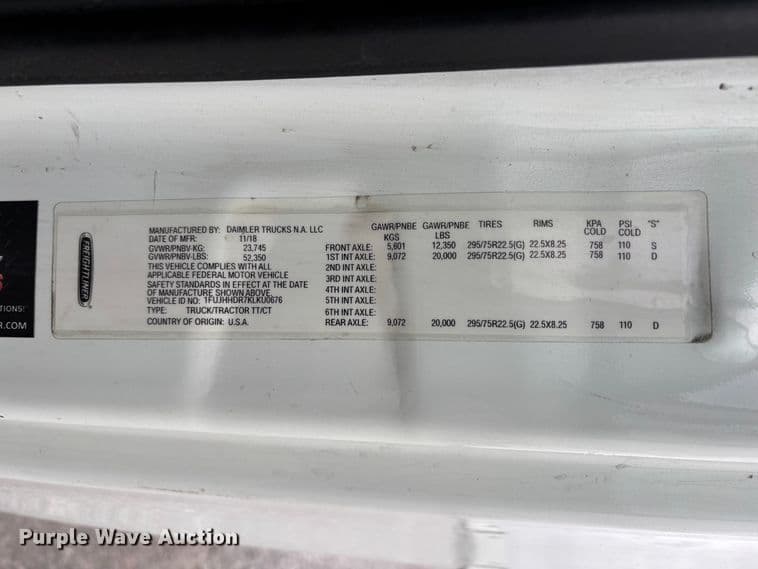 FREIGHTLINER
MANUFACTURED BY: DAIMLER TRUCKS N.A. LLC
DATE OF MFR: 11/18
GVWR/PNBV-KG: 23,745
GVWR/PNBV-LBS: 52,350
THIS VEHICLE COMPLIES WITH ALL
APPLICABLE FEDERAL MOTOR VEHICLE
SAFETY STANDARDS IN EFFECT AT THE DATE
OF MANUFACTURE SHOWN ABOVE.
VEHICLE ID NO: 1FUJHHDR7KLKU0676
TYPE: TRUCK/TRACTOR TT/CT
COUNTRY OF ORIGIN: U.S.A.
GAWR/PNBE KGS GAWR/PNBE LBS TIRES RIMS KPA COLD PSI COLD "S"
FRONT AXLE: 5,601 12,350 295/75R22.5(G) 22.5X8.25 758 110 S
1ST INT AXLE: 9,072 20,000 295/75R22.5(G) 22.5X8.25 758 110 D
2ND INT AXLE:
3RD INT AXLE:
4TH INT AXLE:
5TH INT AXLE:
6TH INT AXLE:
REAR AXLE: 9,072 20,000 295/75R22.5(G) 22.5X8.25 758 110 D
TIONS!
R.COM
Purple Wave Auction